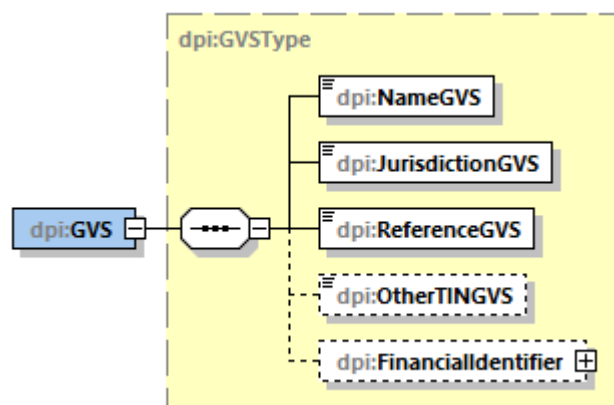 dpi:GVSType
dpi:NameGVS
dpi:JurisdictionGVS
dpi:GVS
dpi:ReferenceGVS
dpi:OtherTINGVS
dpi:FinancialIdentifier